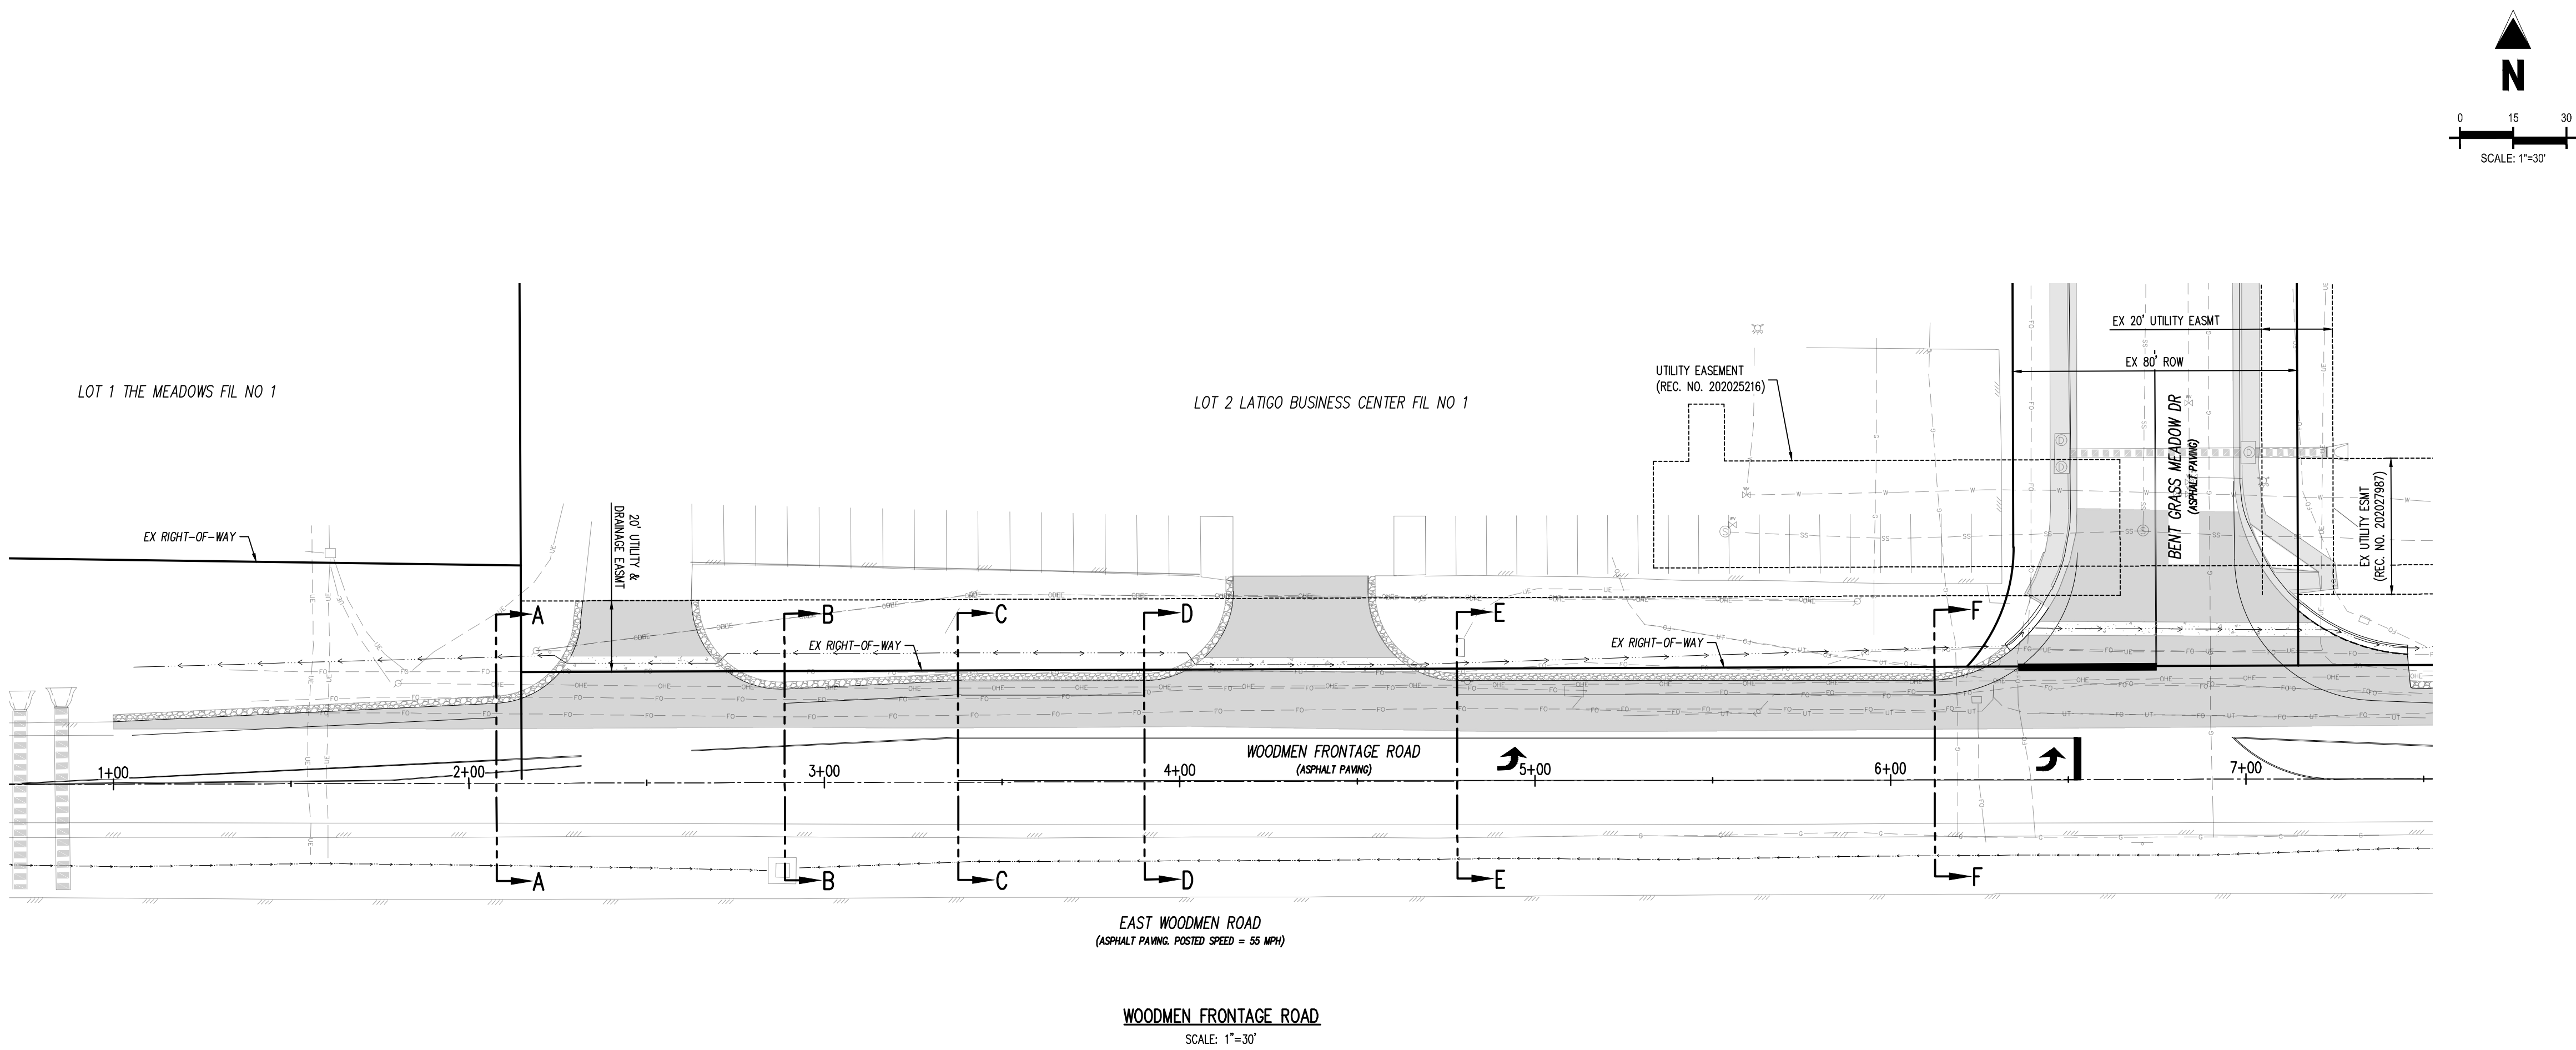 N
0 15 30
SCALE: 1"=30'
EX 20' UTILITY EASMT
EX 80' ROW
UTILITY EASEMENT
(REC. NO. 202025216)
LOT 1 THE MEADOWS FIL NO 1
LOT 2 LATIGO BUSINESS CENTER FIL NO 1
BENT GRASS MEADOW DR
(ASPHALT PAVING)
EX UTILITY ESMT
(REC. NO. 202027987)
EX RIGHT-OF-WAY
20' UTILITY &
DRAINAGE EASMT
A B C D E F
EX RIGHT-OF-WAY
EX RIGHT-OF-WAY
WOODMEN FRONTAGE ROAD
(ASPHALT PAVING)
1+00 2+00 3+00 4+00 5+00 6+00 7+00
A B C D E F
EAST WOODMEN ROAD
(ASPHALT PAVING. POSTED SPEED = 55 MPH)
WOODMEN FRONTAGE ROAD
SCALE: 1"=30'